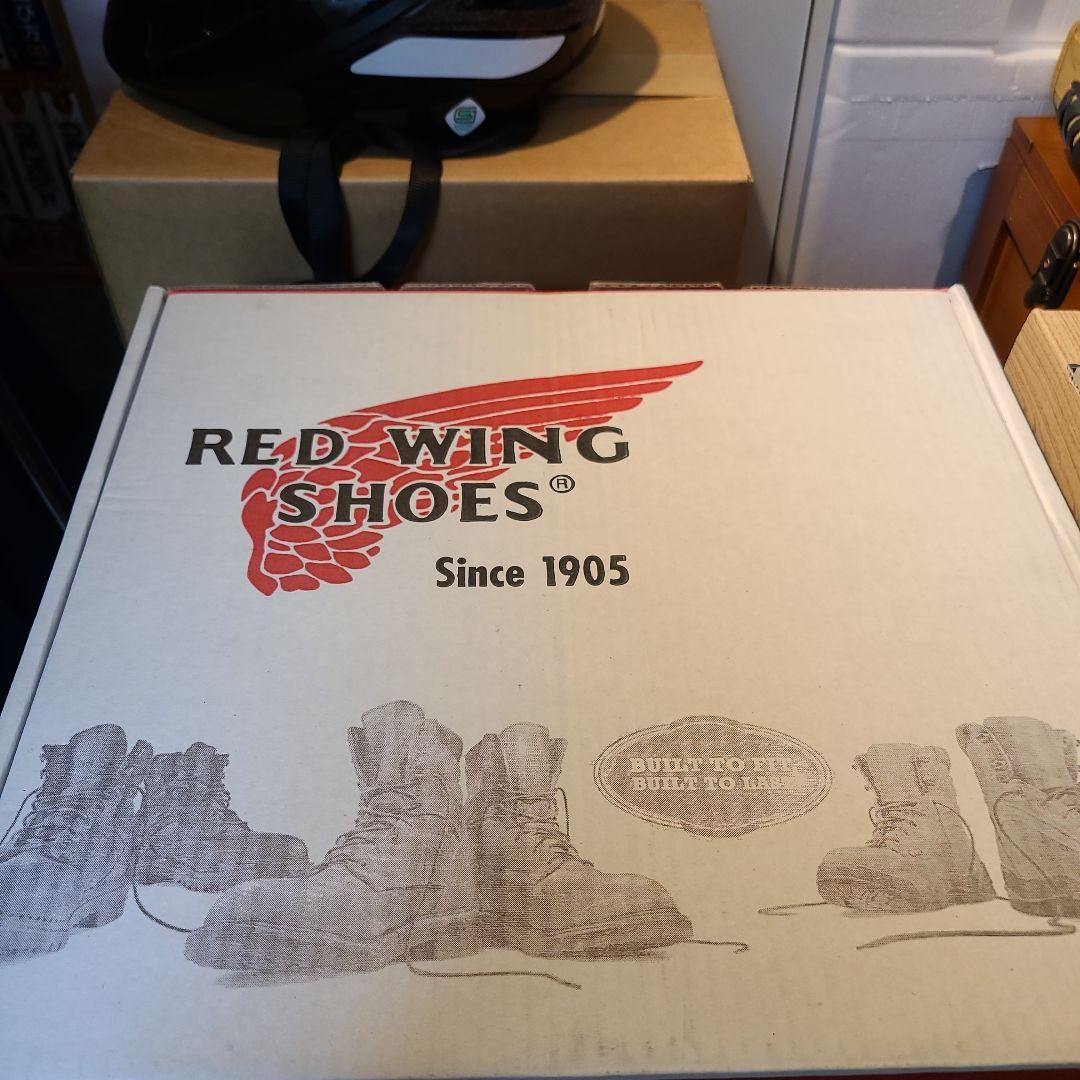 RED WING
SHOES®
Since 1905
BUILT TO FIT
BUILT TO LAST